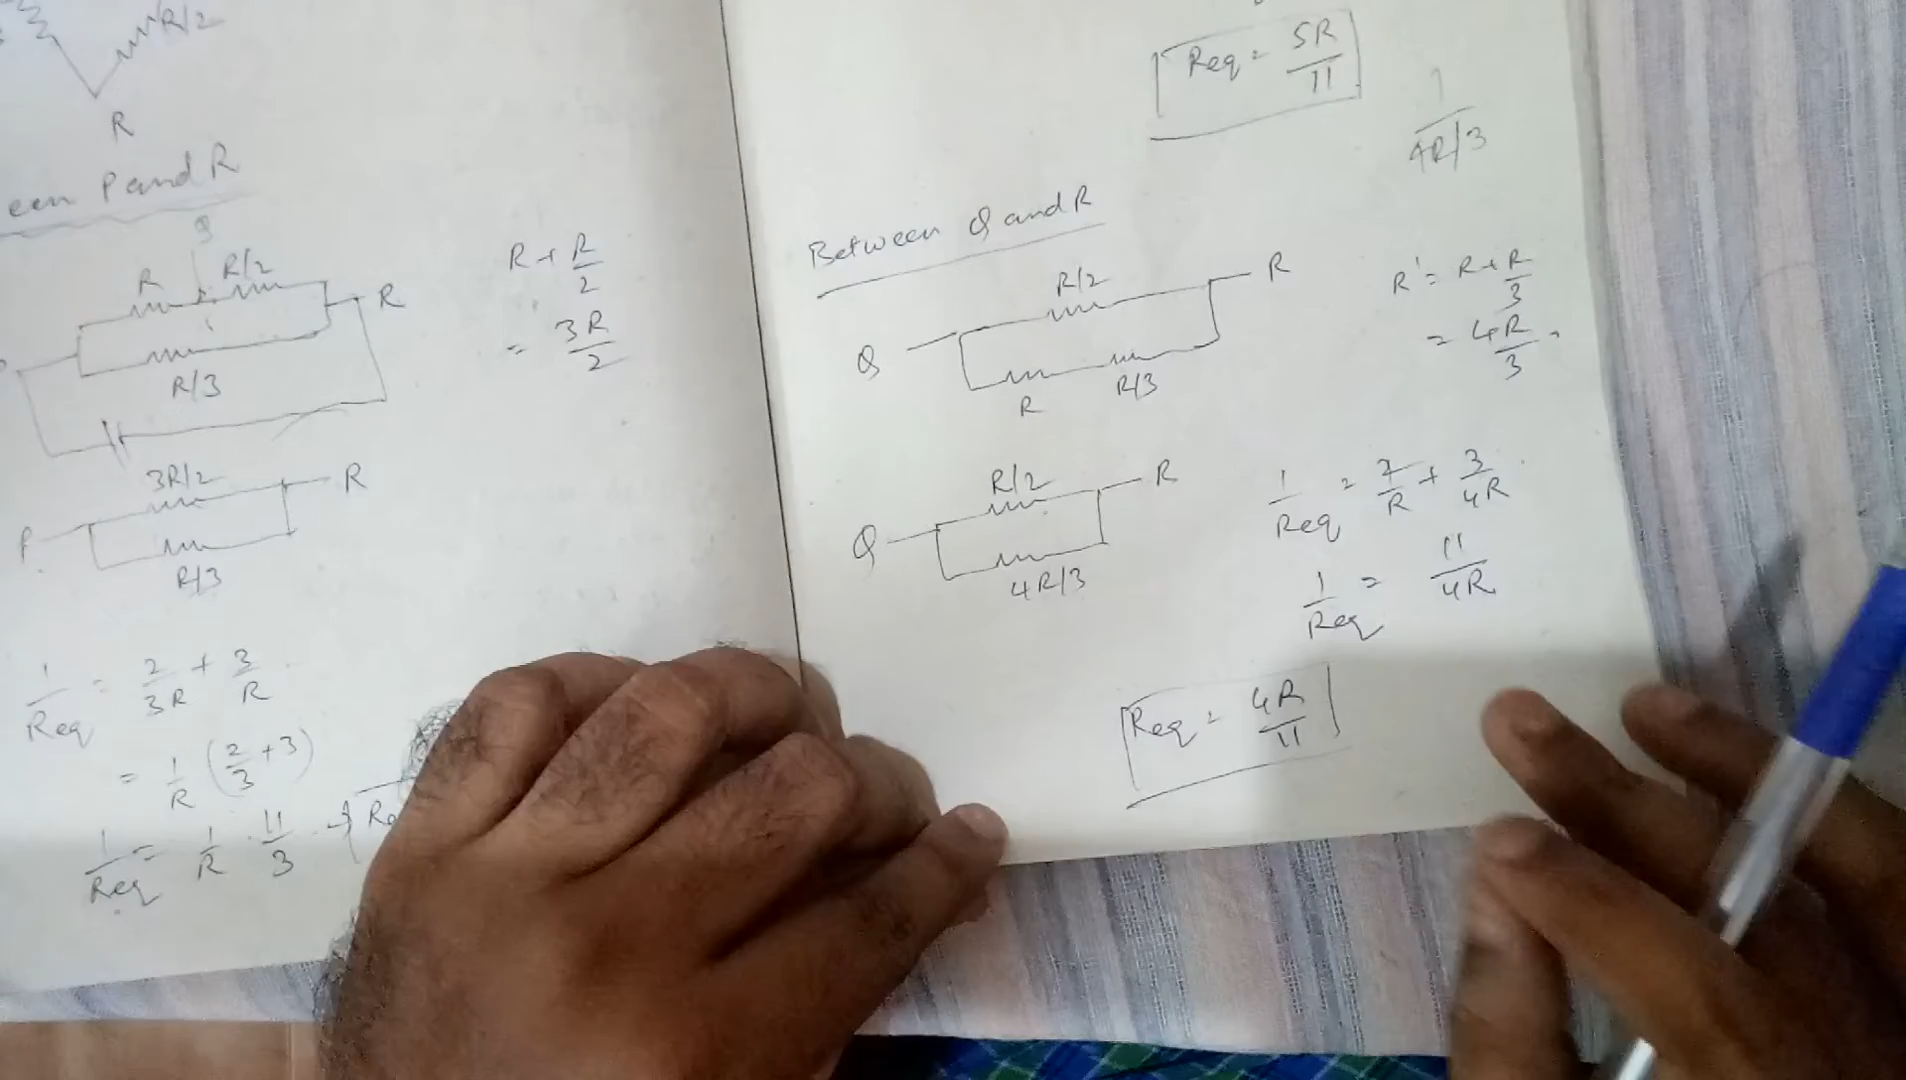 R/2
R
een P and R
Q
R R/2
R
R/3
R + R/2
= 3R/2
3R/2
R
P
R/3
1/Req = 2/3R + 3/R
= 1/R (2/3 + 3)
1/Req = 1/R · 11/3 · → Re
Req = 5R/11
1/4R/3
Between Q and R
R/2
R
Q
R R/3
R' = R + R/3
= 4R/3
R/2
R
Q
4R/3
1/Req = 2/R + 3/4R
1/Req = 11/4R
Req = 4R/11